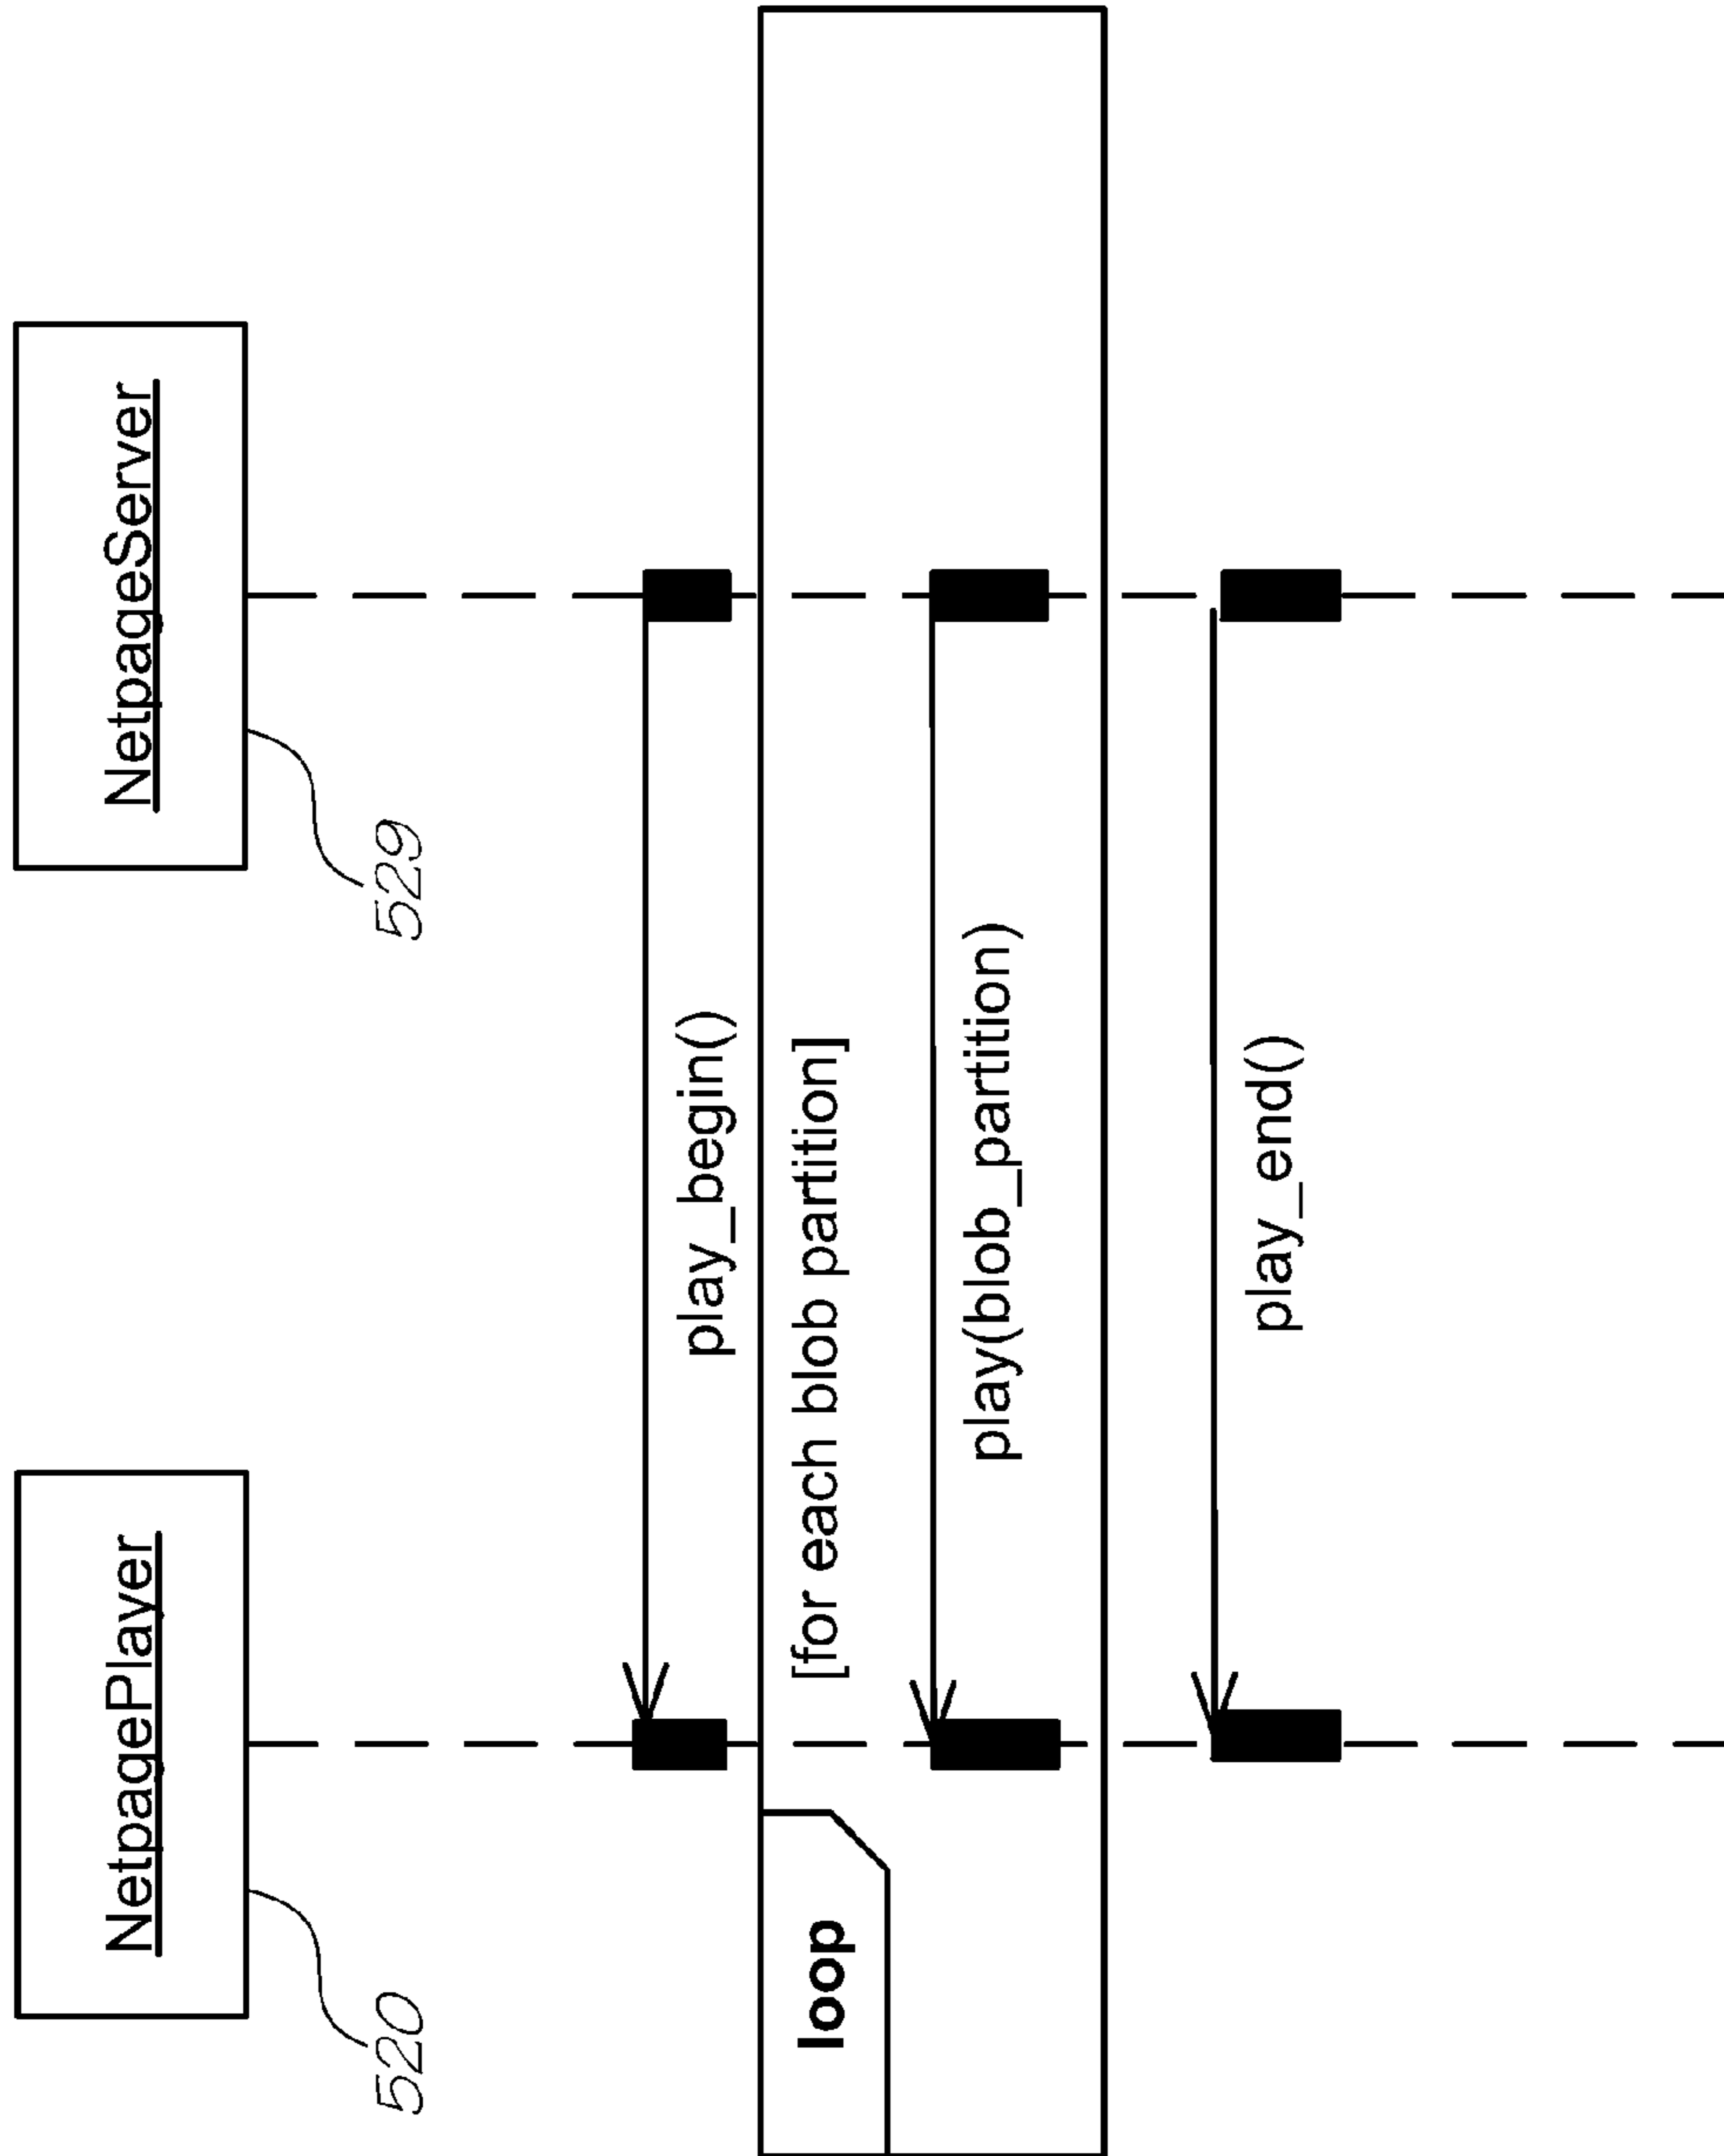 NetpagePlayer
NetpageServer
520
529
play_begin()
loop
[for each blob partition]
play(blob_partition)
play_end()